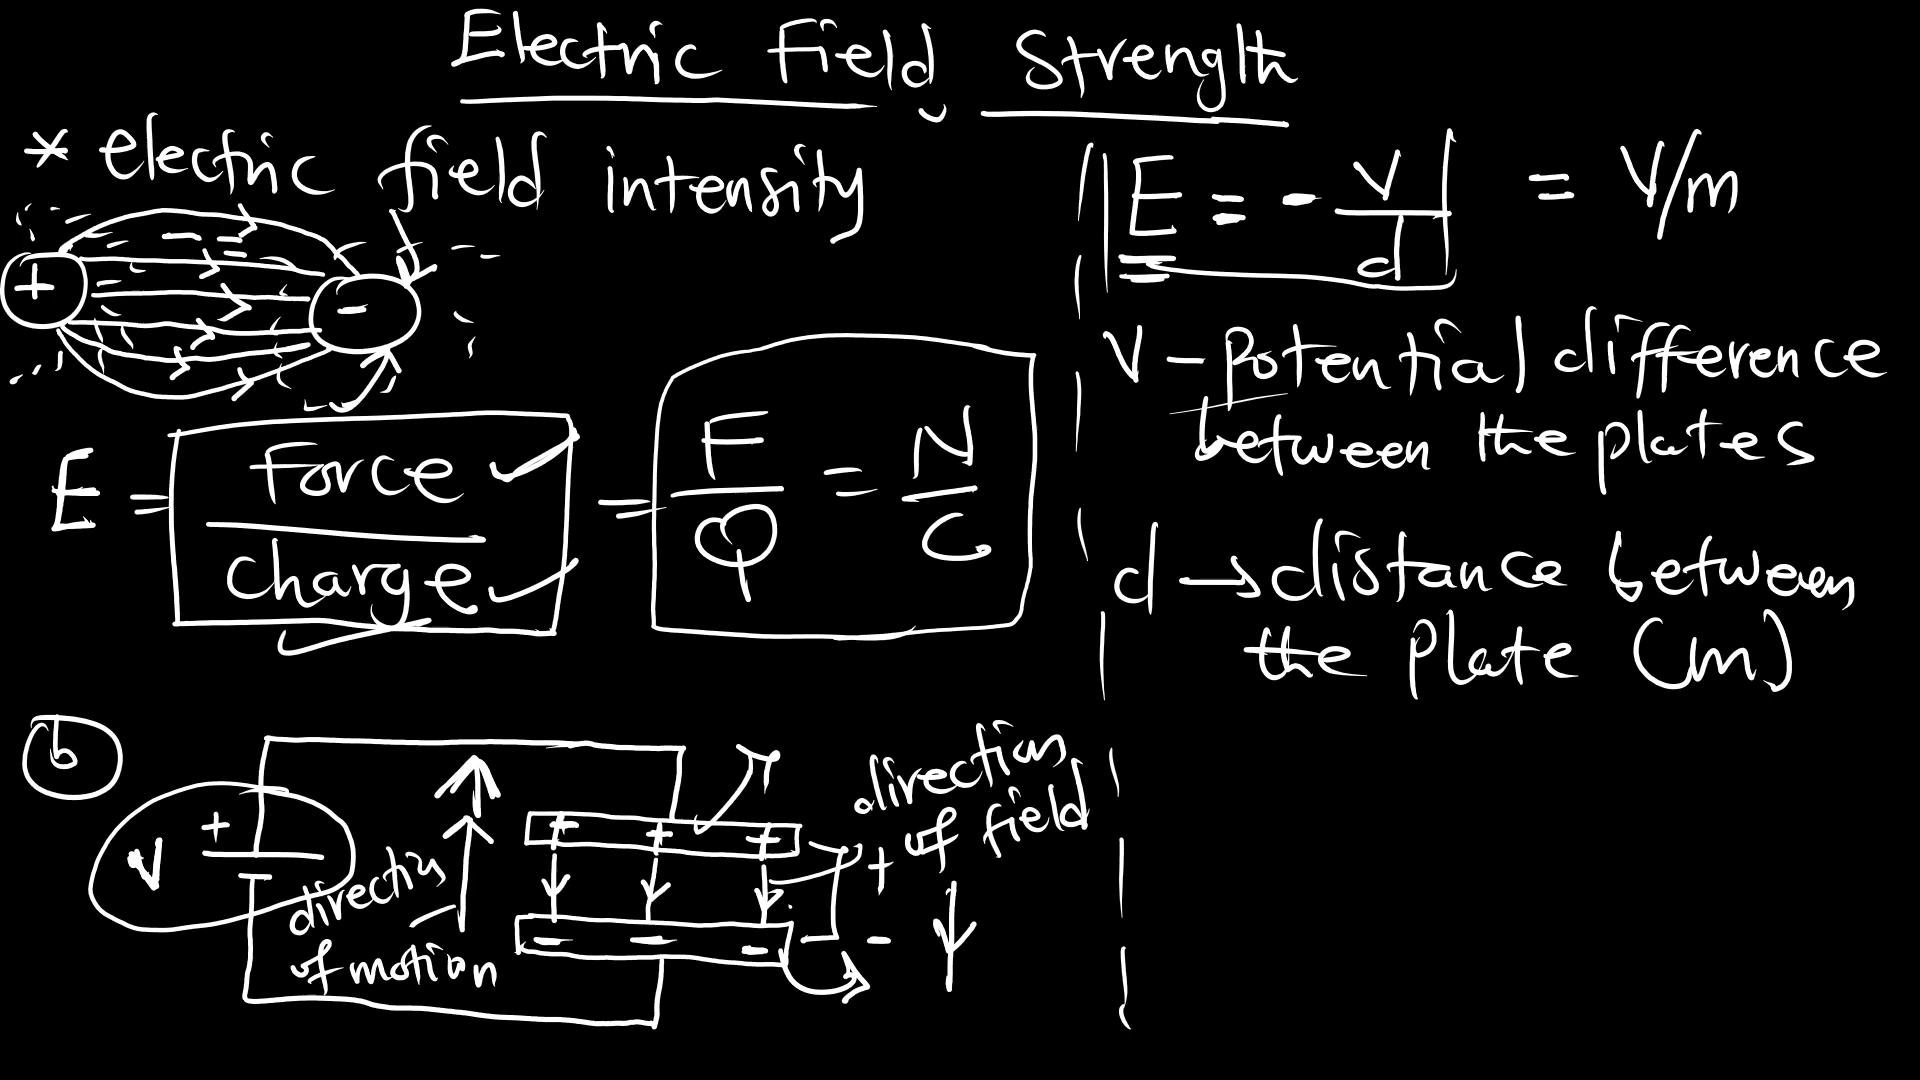 Electric Field Strength
* electric field intensity
+ -
E = Force / charge = F / Q = N / C
b
V +
direction of motion
+ + +
- - -
direction
of field
+
-
E = - V / d = V/m
V - potential difference
between the plates
d → distance between
the plate (m)